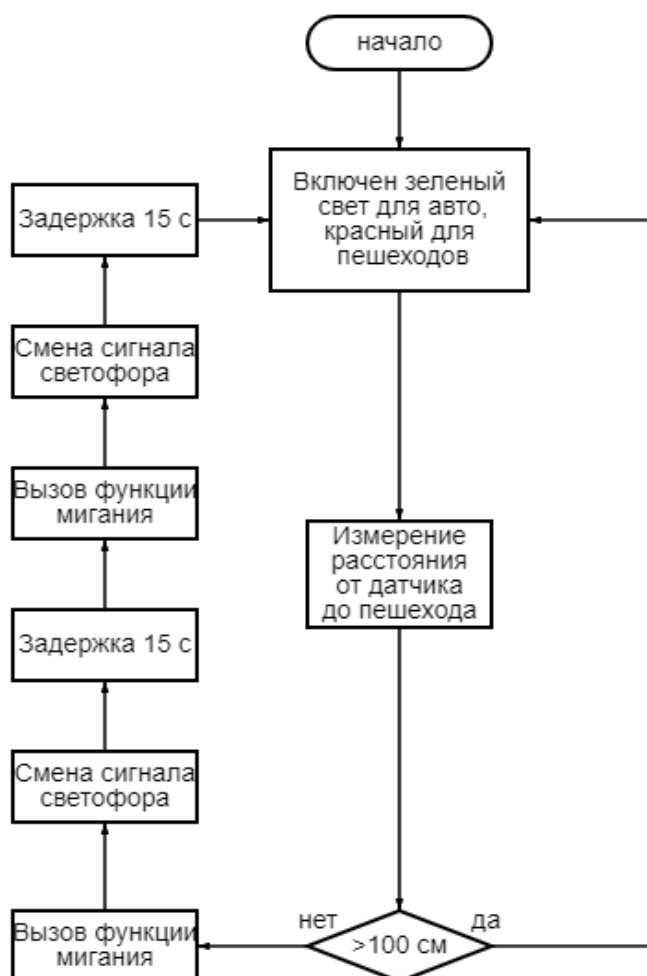 начало
Включен зеленый
свет для авто,
красный для
пешеходов
Задержка 15 с
Смена сигнала
светофора
Вызов функции
мигания
Измерение
расстояния
от датчика
до пешехода
Задержка 15 с
Смена сигнала
светофора
Вызов функции
мигания
нет
>100 см
да